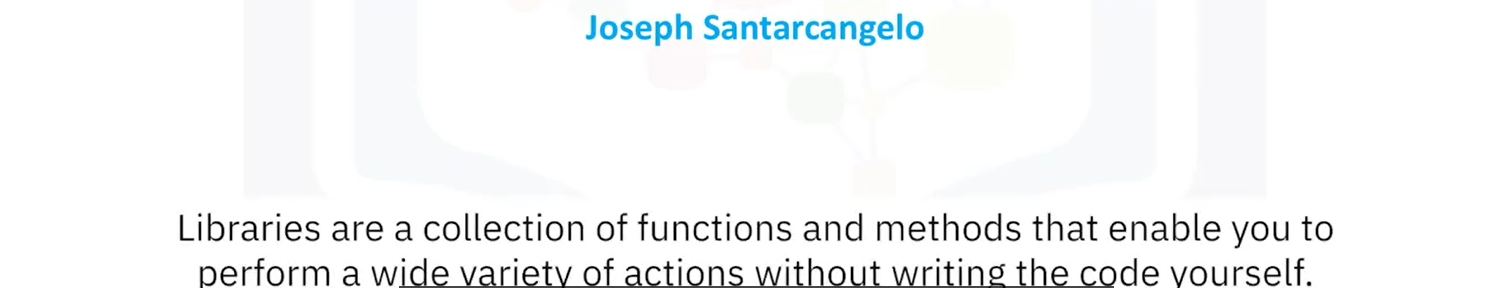 Joseph Santarcangelo
Libraries are a collection of functions and methods that enable you to
perform a wide variety of actions without writing the code yourself.